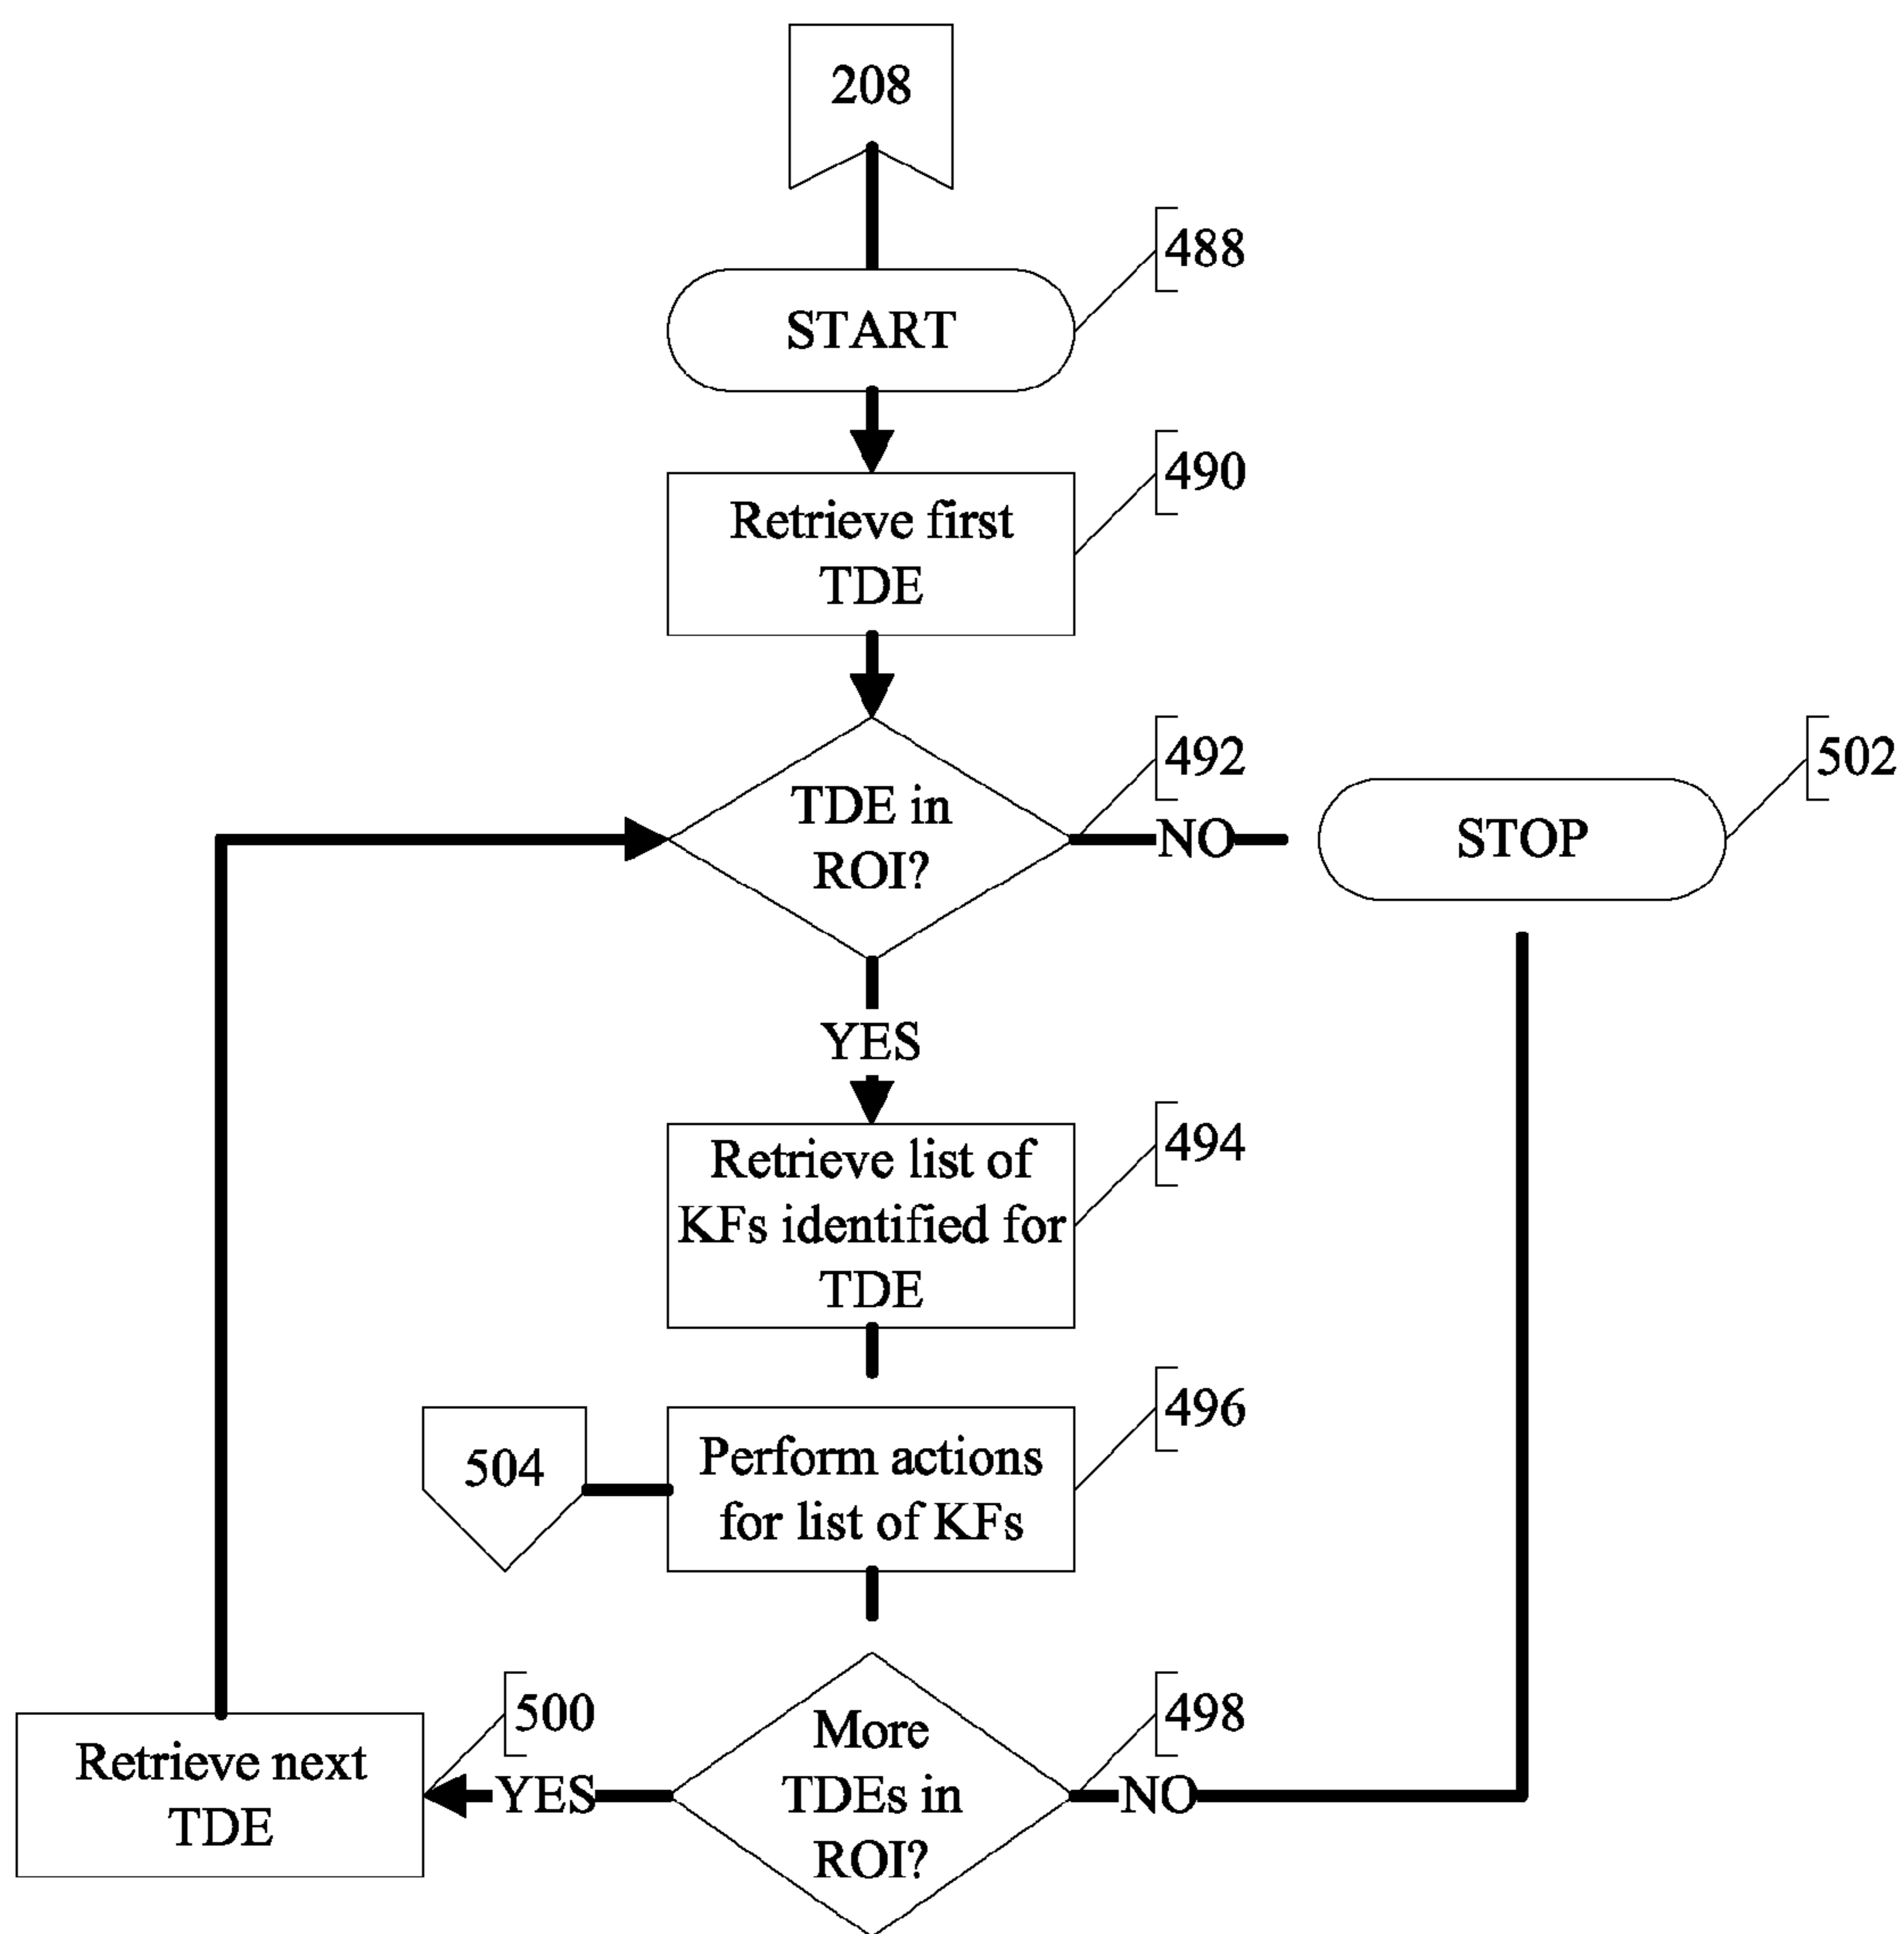 208
488
START
490
Retrieve first
TDE
492
502
TDE in
ROI?
NO
STOP
YES
494
Retrieve list of
KFs identified for
TDE
496
504
Perform actions
for list of KFs
500
498
Retrieve next
TDE
YES
More
TDEs in
ROI?
NO